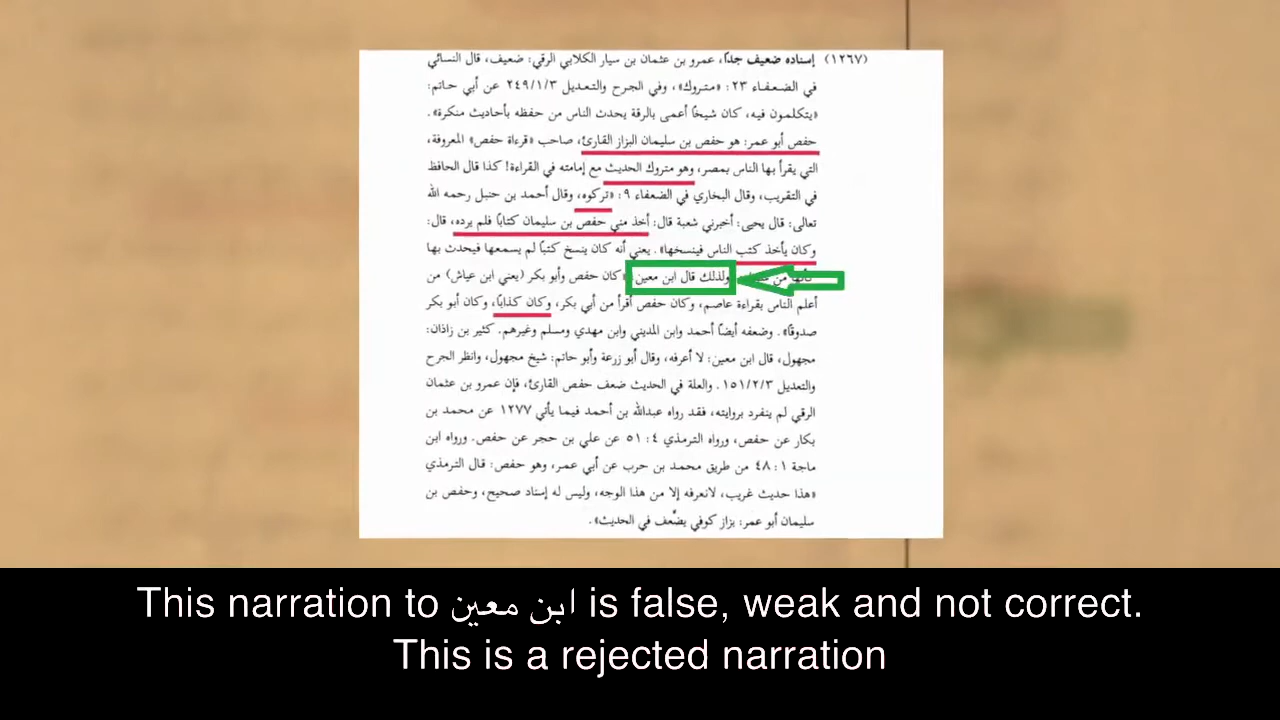 (١٢٦٧) إسناده ضعيف جداً، عمرو بن عثمان بن سيار الكلابي الرقي: ضعيف، قال النسائي
في الضعفاء ٢٣: «متروك»، وفي الجرح والتعديل ٢٤٩/١/٣ عن أبي حاتم:
«يتكلمون فيه، كان شيخًا أعمى بالرقة يحدث الناس من حفظه بأحاديث منكرة».
حفص أبو عمر: هو حفص بن سليمان البزاز القارئ، صاحب «قرءاة حفص» المعروفة،
التي يقرأ بها الناس بمصر، وهو متروك الحديث مع إمامته في القراءة! كذا قال الحافظ
في التقريب، وقال البخاري في الضعفاء ٩: «تركوه، وقال أحمد بن حنبل رحمه الله
تعالى: قال يحيى: أخبرني شعبة قال: أخذ مني حفص بن سليمان كتابًا فلم يرده، قال:
وكان يأخذ كتب الناس فينسخها». يعني أنه كان ينسخ كتبًا لم يسمعها فيحدث بها
كأنها من ولذلك قال ابن معين: «كان حفص وأبو بكر (يعني ابن عياش) من
أعلم الناس بقراءة عاصم، وكان حفص أقرأ من أبي بكر، وكان كذابًا، وكان أبو بكر
صدوقًا». وضعفه أيضًا أحمد وابن المديني وابن مهدي ومسلم وغيرهم. كثير بن زاذان:
مجهول، قال ابن معين: لا أعرفه، وقال أبو زرعة وأبو حاتم: شيخ مجهول، وانظر الجرح
والتعديل ١٥١/٢/٣. والعلة في الحديث ضعف حفص القارئ، فإن عمرو بن عثمان
الرقي لم ينفرد بروايته، فقد رواه عبدالله بن أحمد فيما يأتي ١٢٧٧ عن محمد بن
بكار عن حفص، ورواه الترمذي ٤: ٥١ عن علي بن حجر عن حفص. ورواه ابن
ماجة ١: ٤٨ من طريق محمد بن حرب عن أبي عمر، وهو حفص: قال الترمذي
«هذا حديث غريب، لانعرفه إلا من هذا الوجه، وليس له إسناد صحيح، وحفص بن
سليمان أبو عمر: بزاز كوفي يضُعف في الحديث».
This narration to ابن معين is false, weak and not correct.
This is a rejected narration